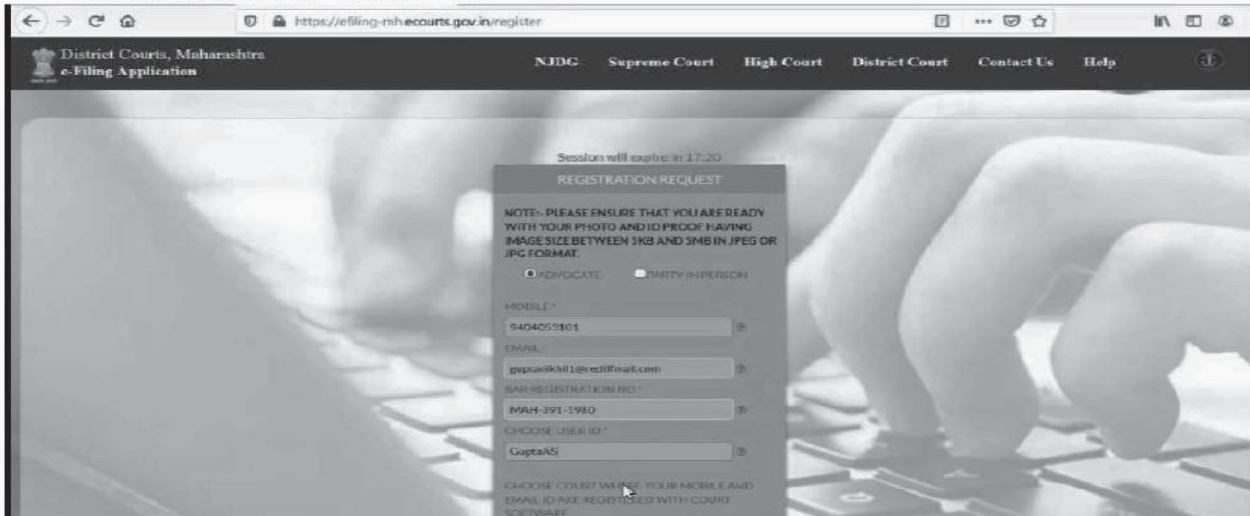 https://efiling-mh.ecourts.gov.in/register
District Courts, Maharashtra
e-Filing Application
NJDG Supreme Court High Court District Court Contact Us Help
Session will expire in 17:20
REGISTRATION REQUEST
NOTE:- PLEASE ENSURE THAT YOU ARE READY
WITH YOUR PHOTO AND ID PROOF HAVING
IMAGE SIZE BETWEEN 5KB AND 5MB IN JPEG OR
JPG FORMAT.
ADVOCATE PARTY IN PERSON
MOBILE *
9404059101
EMAIL
BAR REGISTRATION NO *
MAH-391-1980
CHOOSE USER ID *
GuptaAS
CHOOSE COURT WHERE YOUR MOBILE AND
EMAIL ID ARE REGISTERED WITH COURT
SOFTWARE